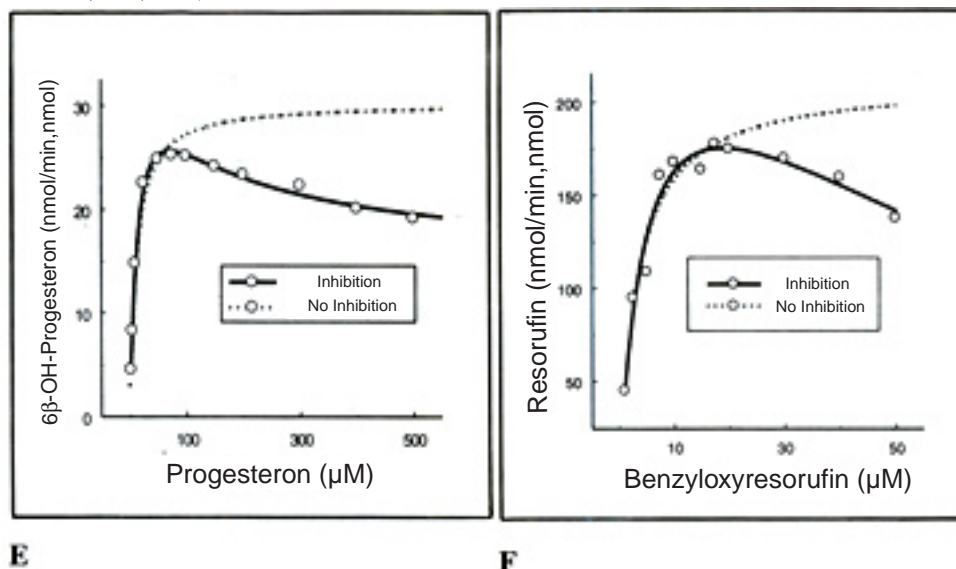 6β-OH-Progesteron (nmol/min,nmol)
30
20
10
0
Inhibition
No Inhibition
100
300
500
Progesteron (µM)
E
Resorufin (nmol/min,nmol)
200
150
100
50
Inhibition
No Inhibition
10
30
50
Benzyloxyresorufin (µM)
F